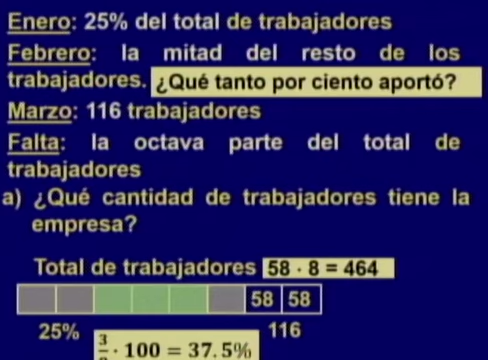 Enero: 25% del total de trabajadores
Febrero: la mitad del resto de los
trabajadores. ¿Qué tanto por ciento aportó?
Marzo: 116 trabajadores
Falta: la octava parte del total de
trabajadores
a) ¿Qué cantidad de trabajadores tiene la
empresa?
Total de trabajadores 58 · 8 = 464
58 58
25% 116
3/8 · 100 = 37.5%